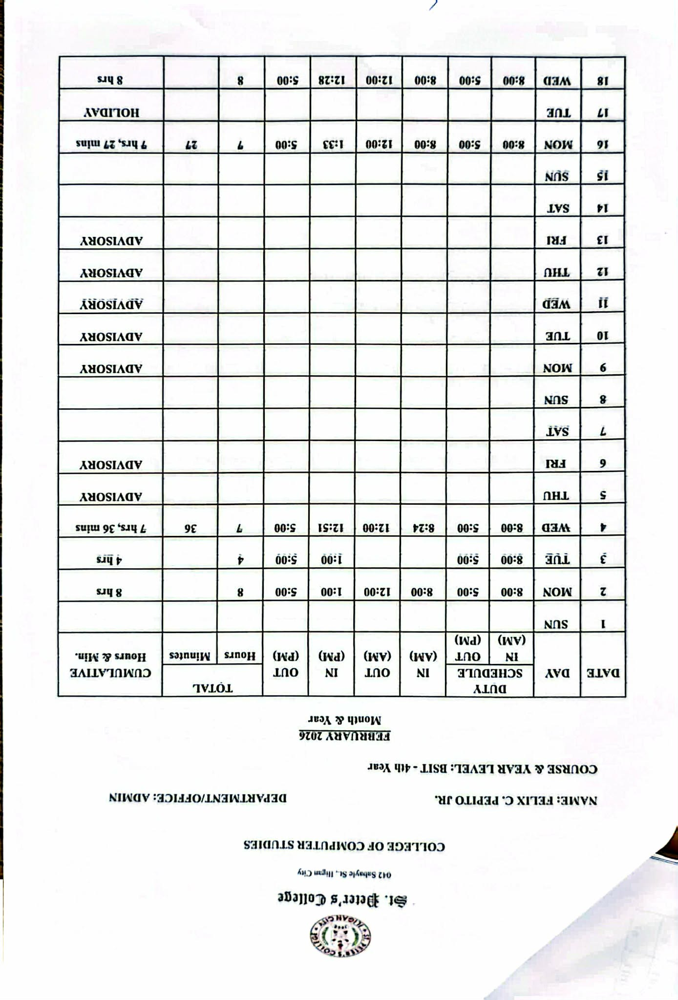 ST. PETER'S COLLEGE * ILIGAN CITY *
St. Peter's College
042 Sabayle St., Iligan City
COLLEGE OF COMPUTER STUDIES
NAME: FELIX C. PEPITO JR. DEPARTMENT/OFFICE: ADMIN
COURSE & YEAR LEVEL: BSIT - 4th Year
FEBRUARY 2026
Month & Year
DATE DAY DUTY SCHEDULE IN (AM) OUT (AM) IN (PM) OUT (PM) TOTAL CUMULATIVE Hours & Min.
IN (AM) OUT (PM) Hours Minutes
1 SUN
2 MON 8:00 5:00 8:00 12:00 1:00 5:00 8 8 hrs
3 TUE 8:00 5:00 1:00 5:00 4 4 hrs
4 WED 8:00 5:00 8:24 12:00 12:51 5:00 7 36 7 hrs, 36 mins
5 THU ADVISORY
6 FRI ADVISORY
7 SAT
8 SUN
9 MON ADVISORY
10 TUE ADVISORY
11 WED ADVISORY
12 THU ADVISORY
13 FRI ADVISORY
14 SAT
15 SUN
16 MON 8:00 5:00 8:00 12:00 1:33 5:00 7 27 7 hrs, 27 mins
17 TUE HOLIDAY
18 WED 8:00 5:00 8:00 12:00 12:28 5:00 8 8 hrs